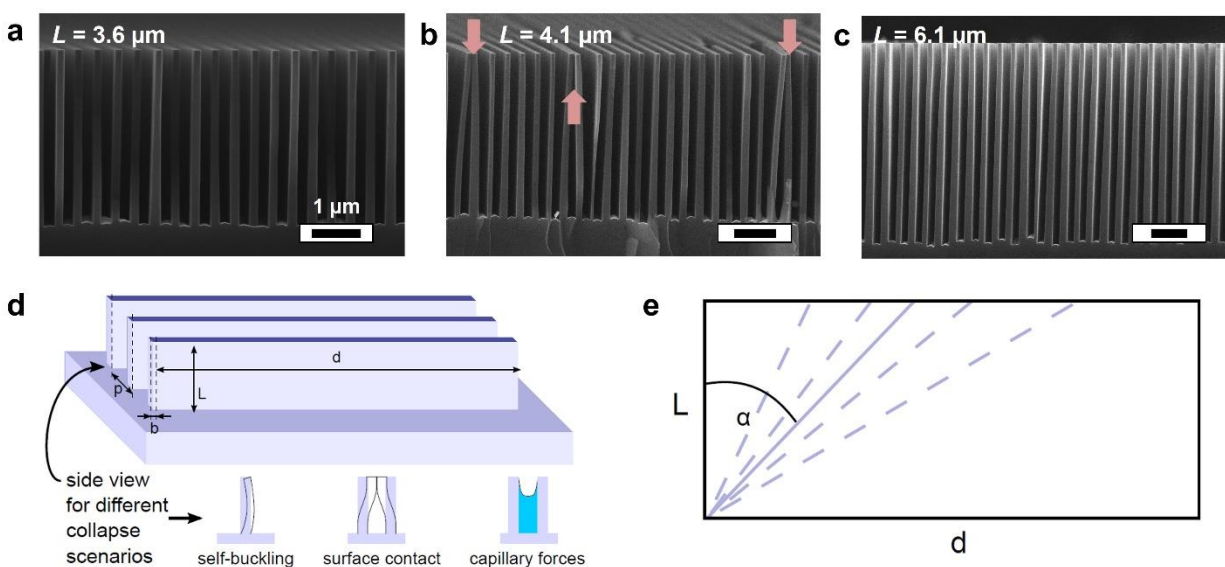 a
L = 3.6 µm
1 µm
b
L = 4.1 µm
c
L = 6.1 µm
d
d
L
p
b
side view
for different
collapse
scenarios
self-buckling
surface contact
capillary forces
e
L
α
d